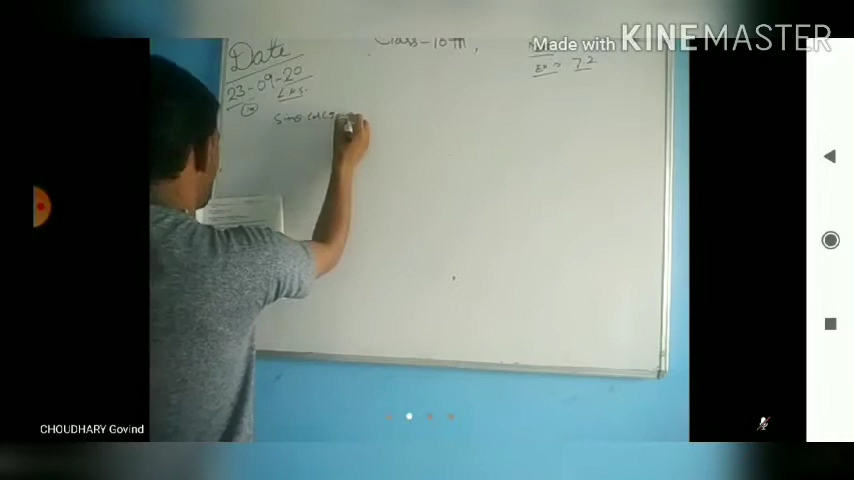 Made with KINEMASTER
Class-10TH,
Date
23-09-20
Ex ~ 7.2
L.H.S.
CHOUDHARY Govind